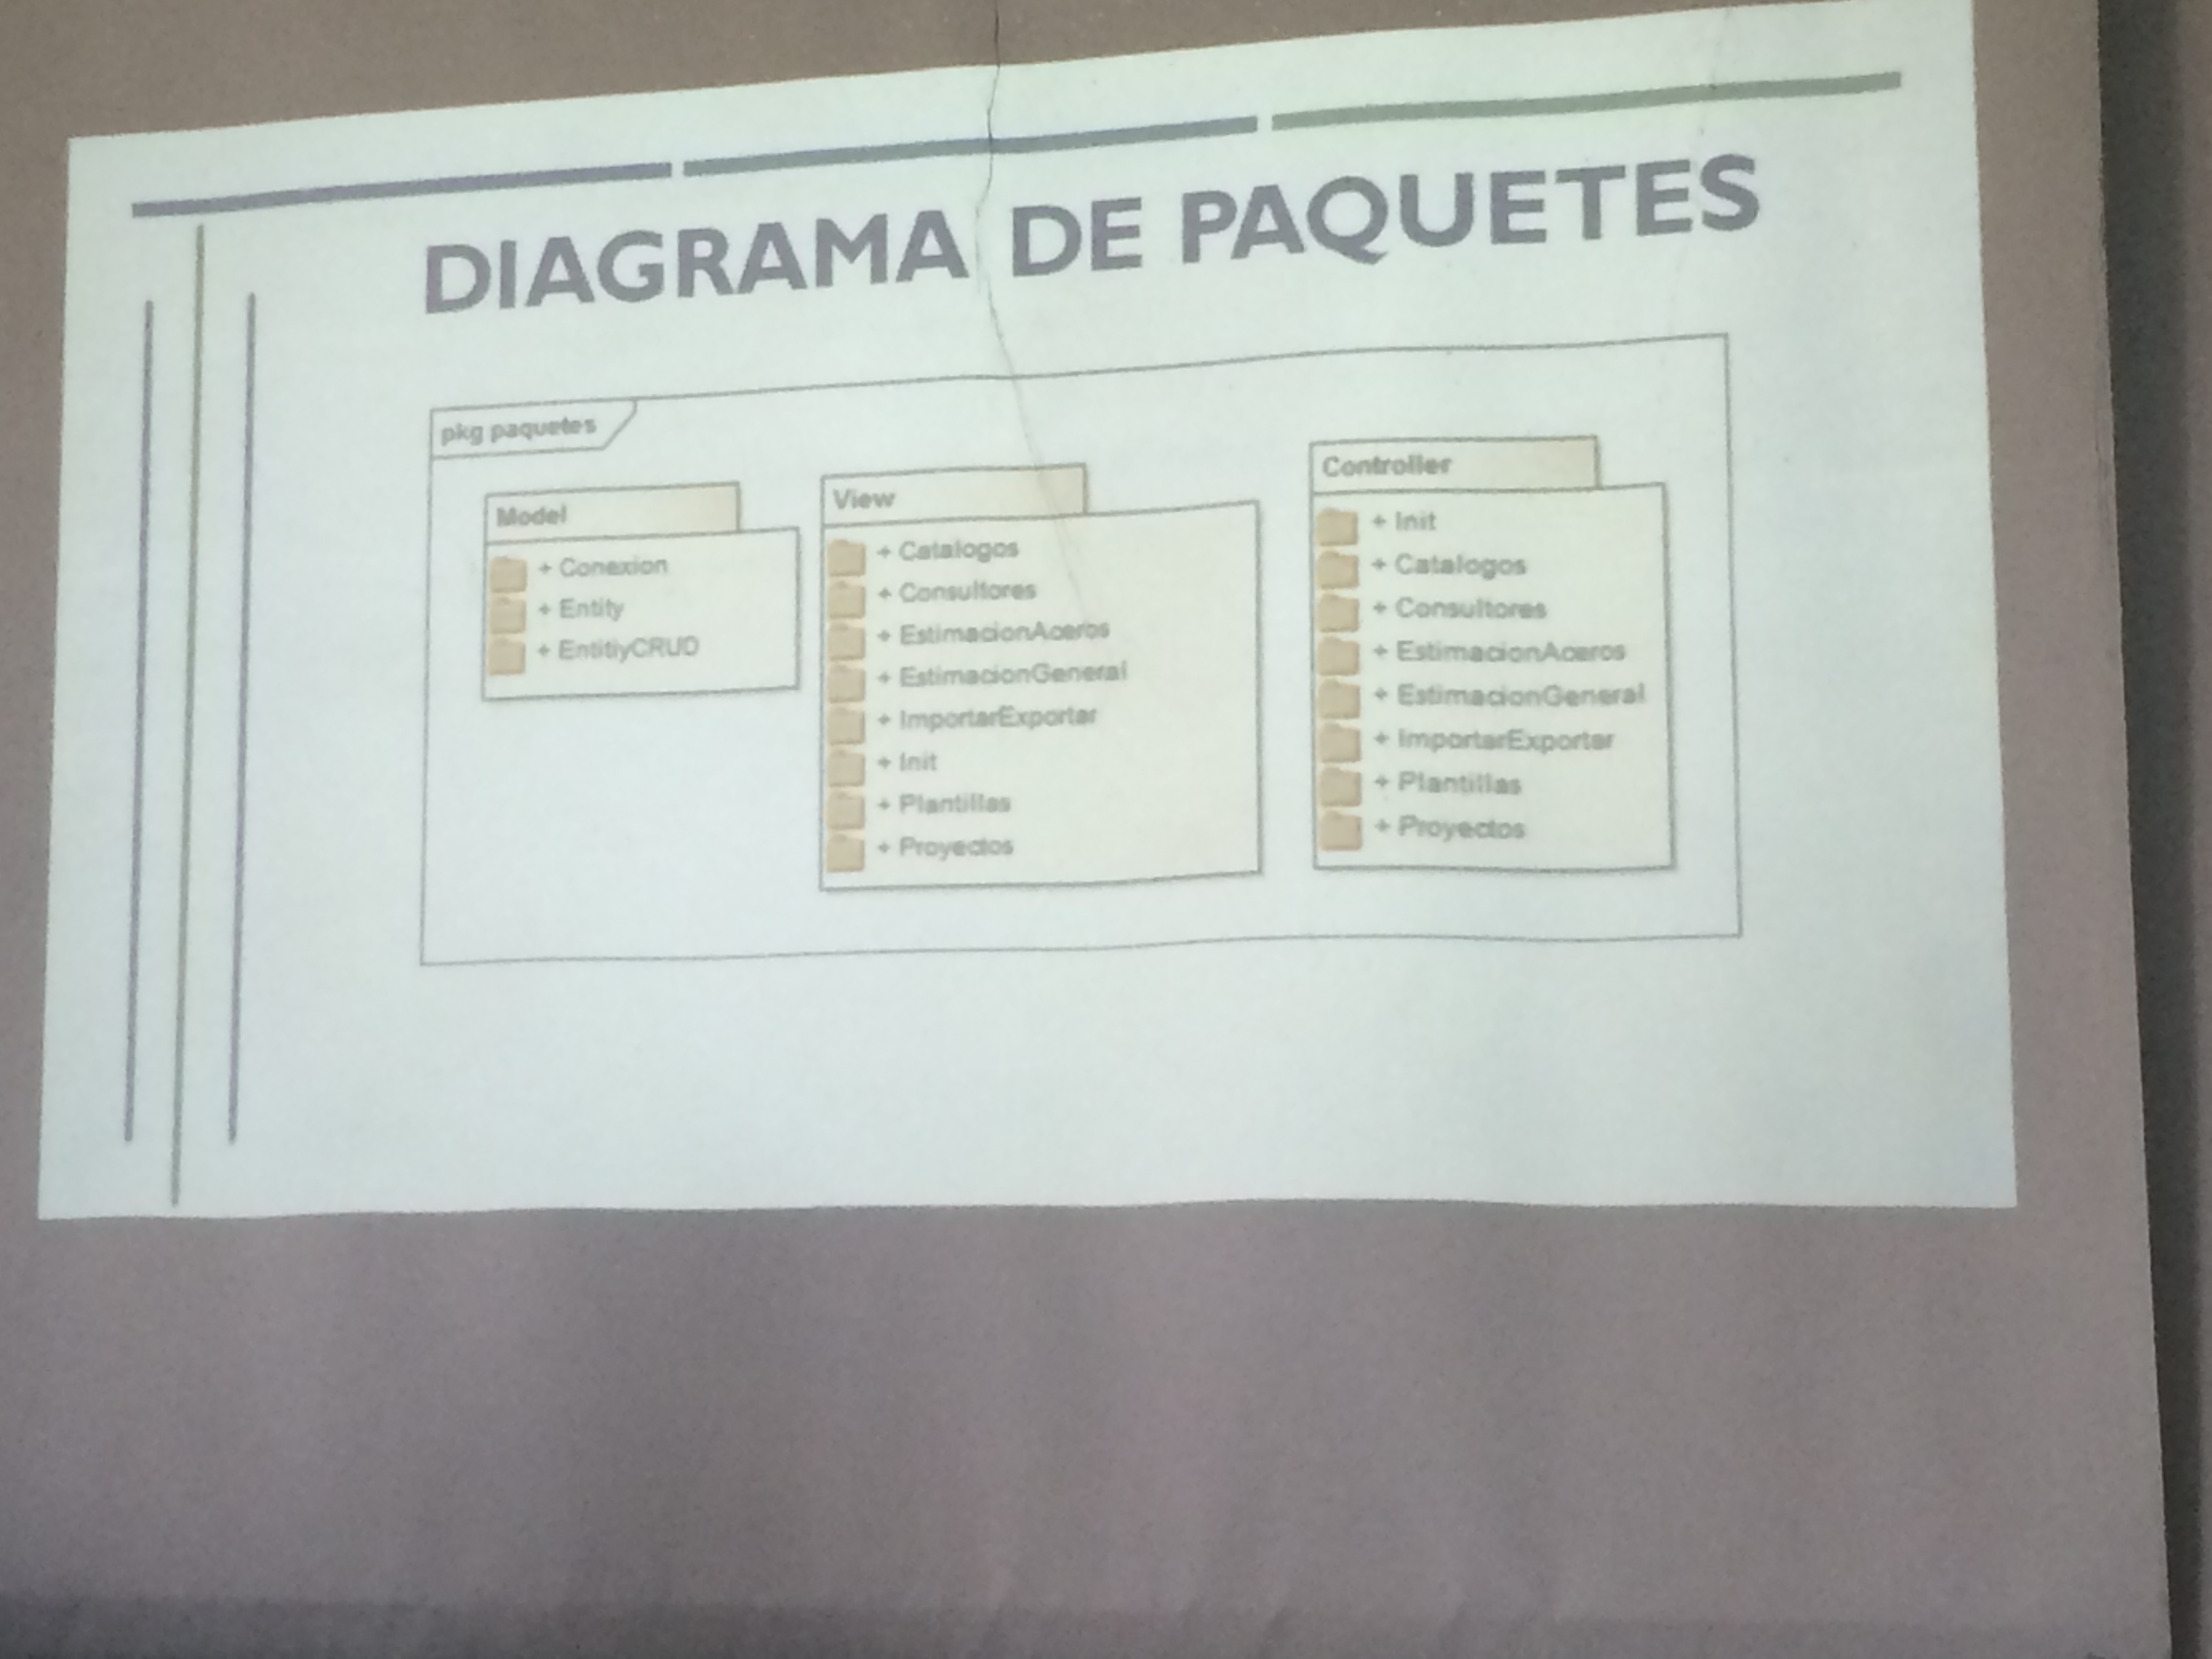 DIAGRAMA DE PAQUETES
pkg paquetes
Model
+ Conexion
+ Entity
+ EntitiyCRUD
View
+ Catalogos
+ Consultores
+ EstimacionAceros
+ EstimacionGeneral
+ ImportarExportar
+ Init
+ Plantillas
+ Proyectos
Controller
+ Init
+ Catalogos
+ Consultores
+ EstimacionAceros
+ EstimacionGeneral
+ ImportarExportar
+ Plantillas
+ Proyectos